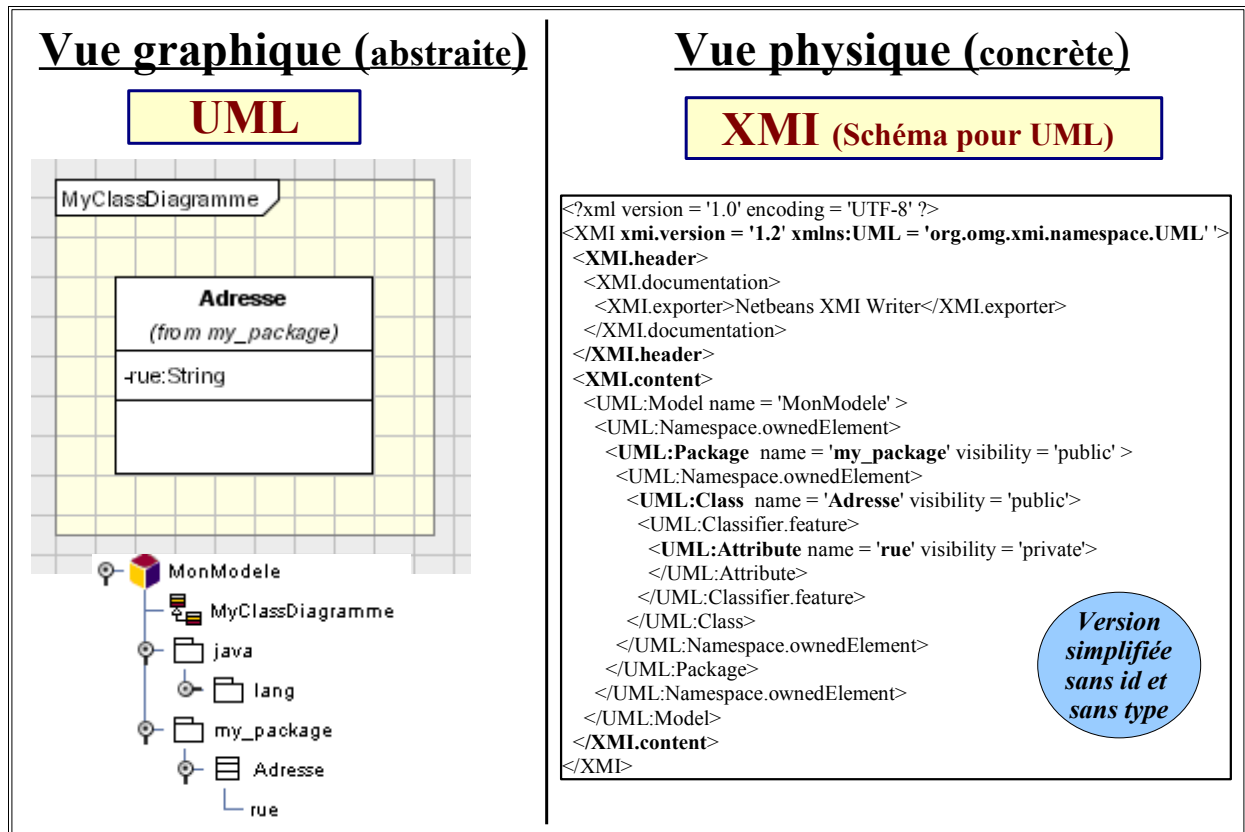 Vue graphique (abstraite)
UML
MyClassDiagramme
Adresse
(from my_package)
-rue:String
MonModele
MyClassDiagramme
java
lang
my_package
Adresse
rue
Vue physique (concrète)
XMI (Schéma pour UML)
<?xml version = '1.0' encoding = 'UTF-8' ?>
<XMI xmi.version = '1.2' xmlns:UML = 'org.omg.xmi.namespace.UML' '>
<XMI.header>
<XMI.documentation>
<XMI.exporter>Netbeans XMI Writer</XMI.exporter>
</XMI.documentation>
</XMI.header>
<XMI.content>
<UML:Model name = 'MonModele' >
<UML:Namespace.ownedElement>
<UML:Package name = 'my_package' visibility = 'public' >
<UML:Namespace.ownedElement>
<UML:Class name = 'Adresse' visibility = 'public'>
<UML:Classifier.feature>
<UML:Attribute name = 'rue' visibility = 'private'>
</UML:Attribute>
</UML:Classifier.feature>
</UML:Class>
</UML:Namespace.ownedElement>
</UML:Package>
</UML:Namespace.ownedElement>
</UML:Model>
</XMI.content>
</XMI>
Version
simplifiée
sans id et
sans type